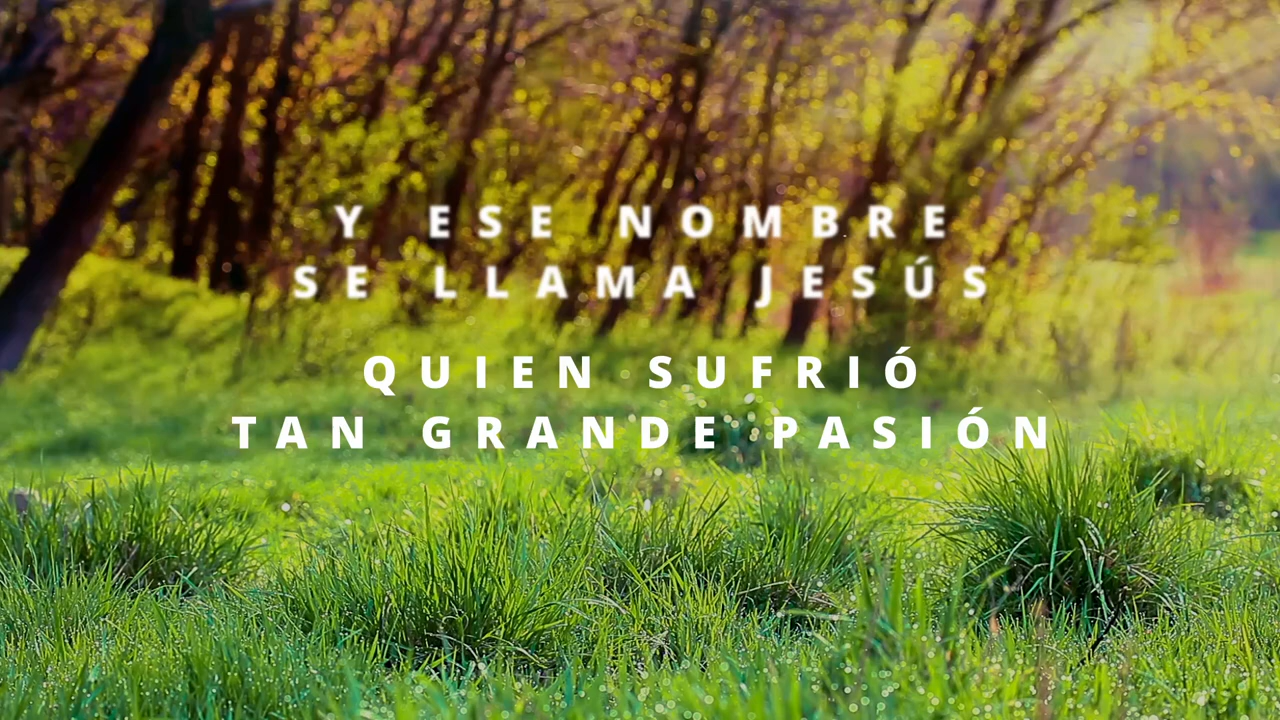 Y ESE NOMBRE
SE LLAMA JESÚS
QUIEN SUFRIÓ
TAN GRANDE PASIÓN